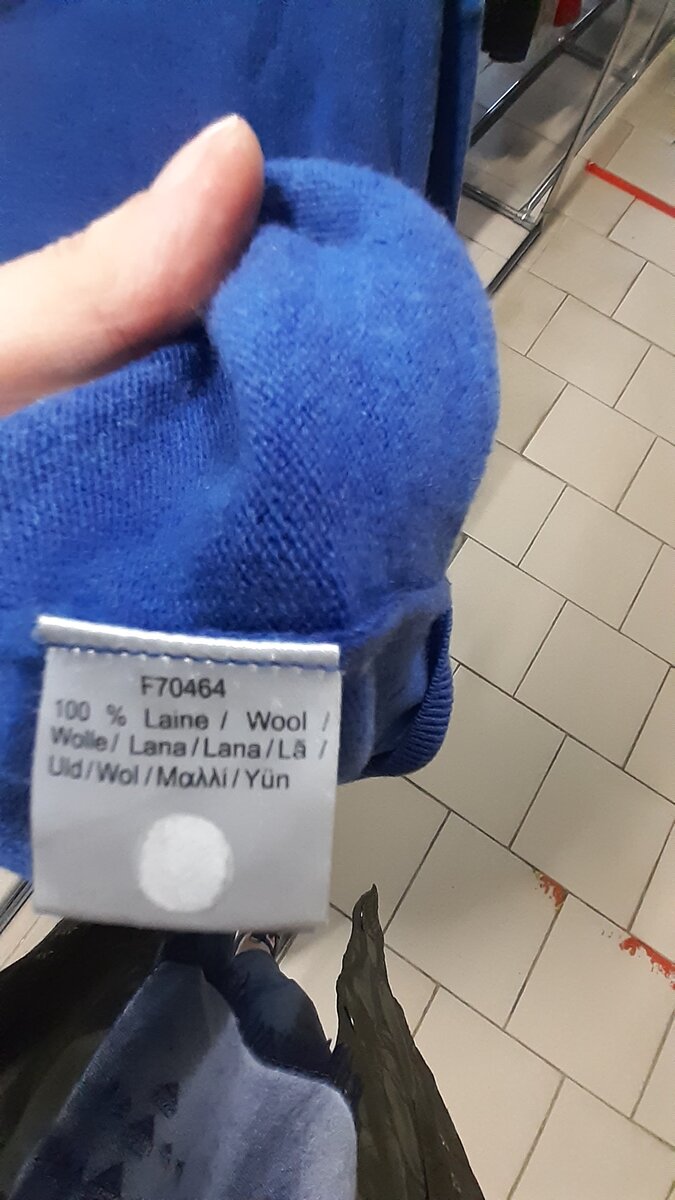 F70464
100 % Laine / Wool /
Wolle/ Lana/Lana/Lã /
Uld/Wol/Μαλλί/Yün